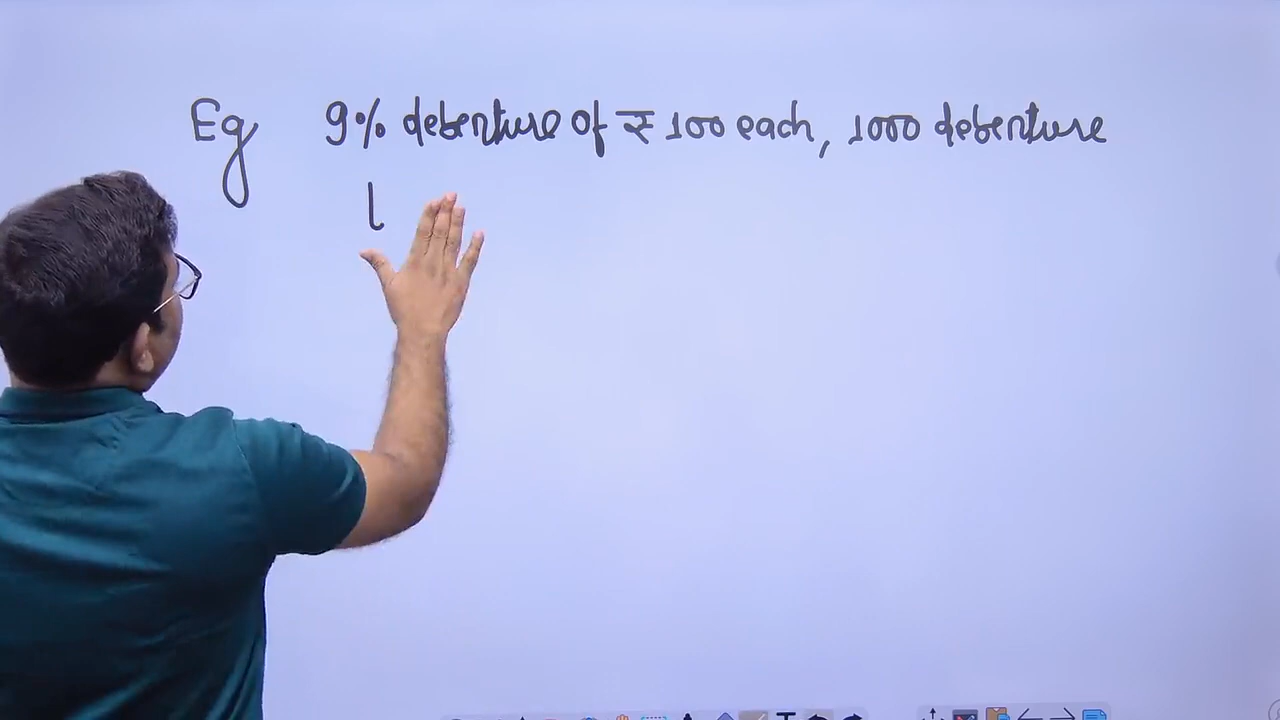 Eg 9% debenture of ₹ 100 each, 1000 debenture
l